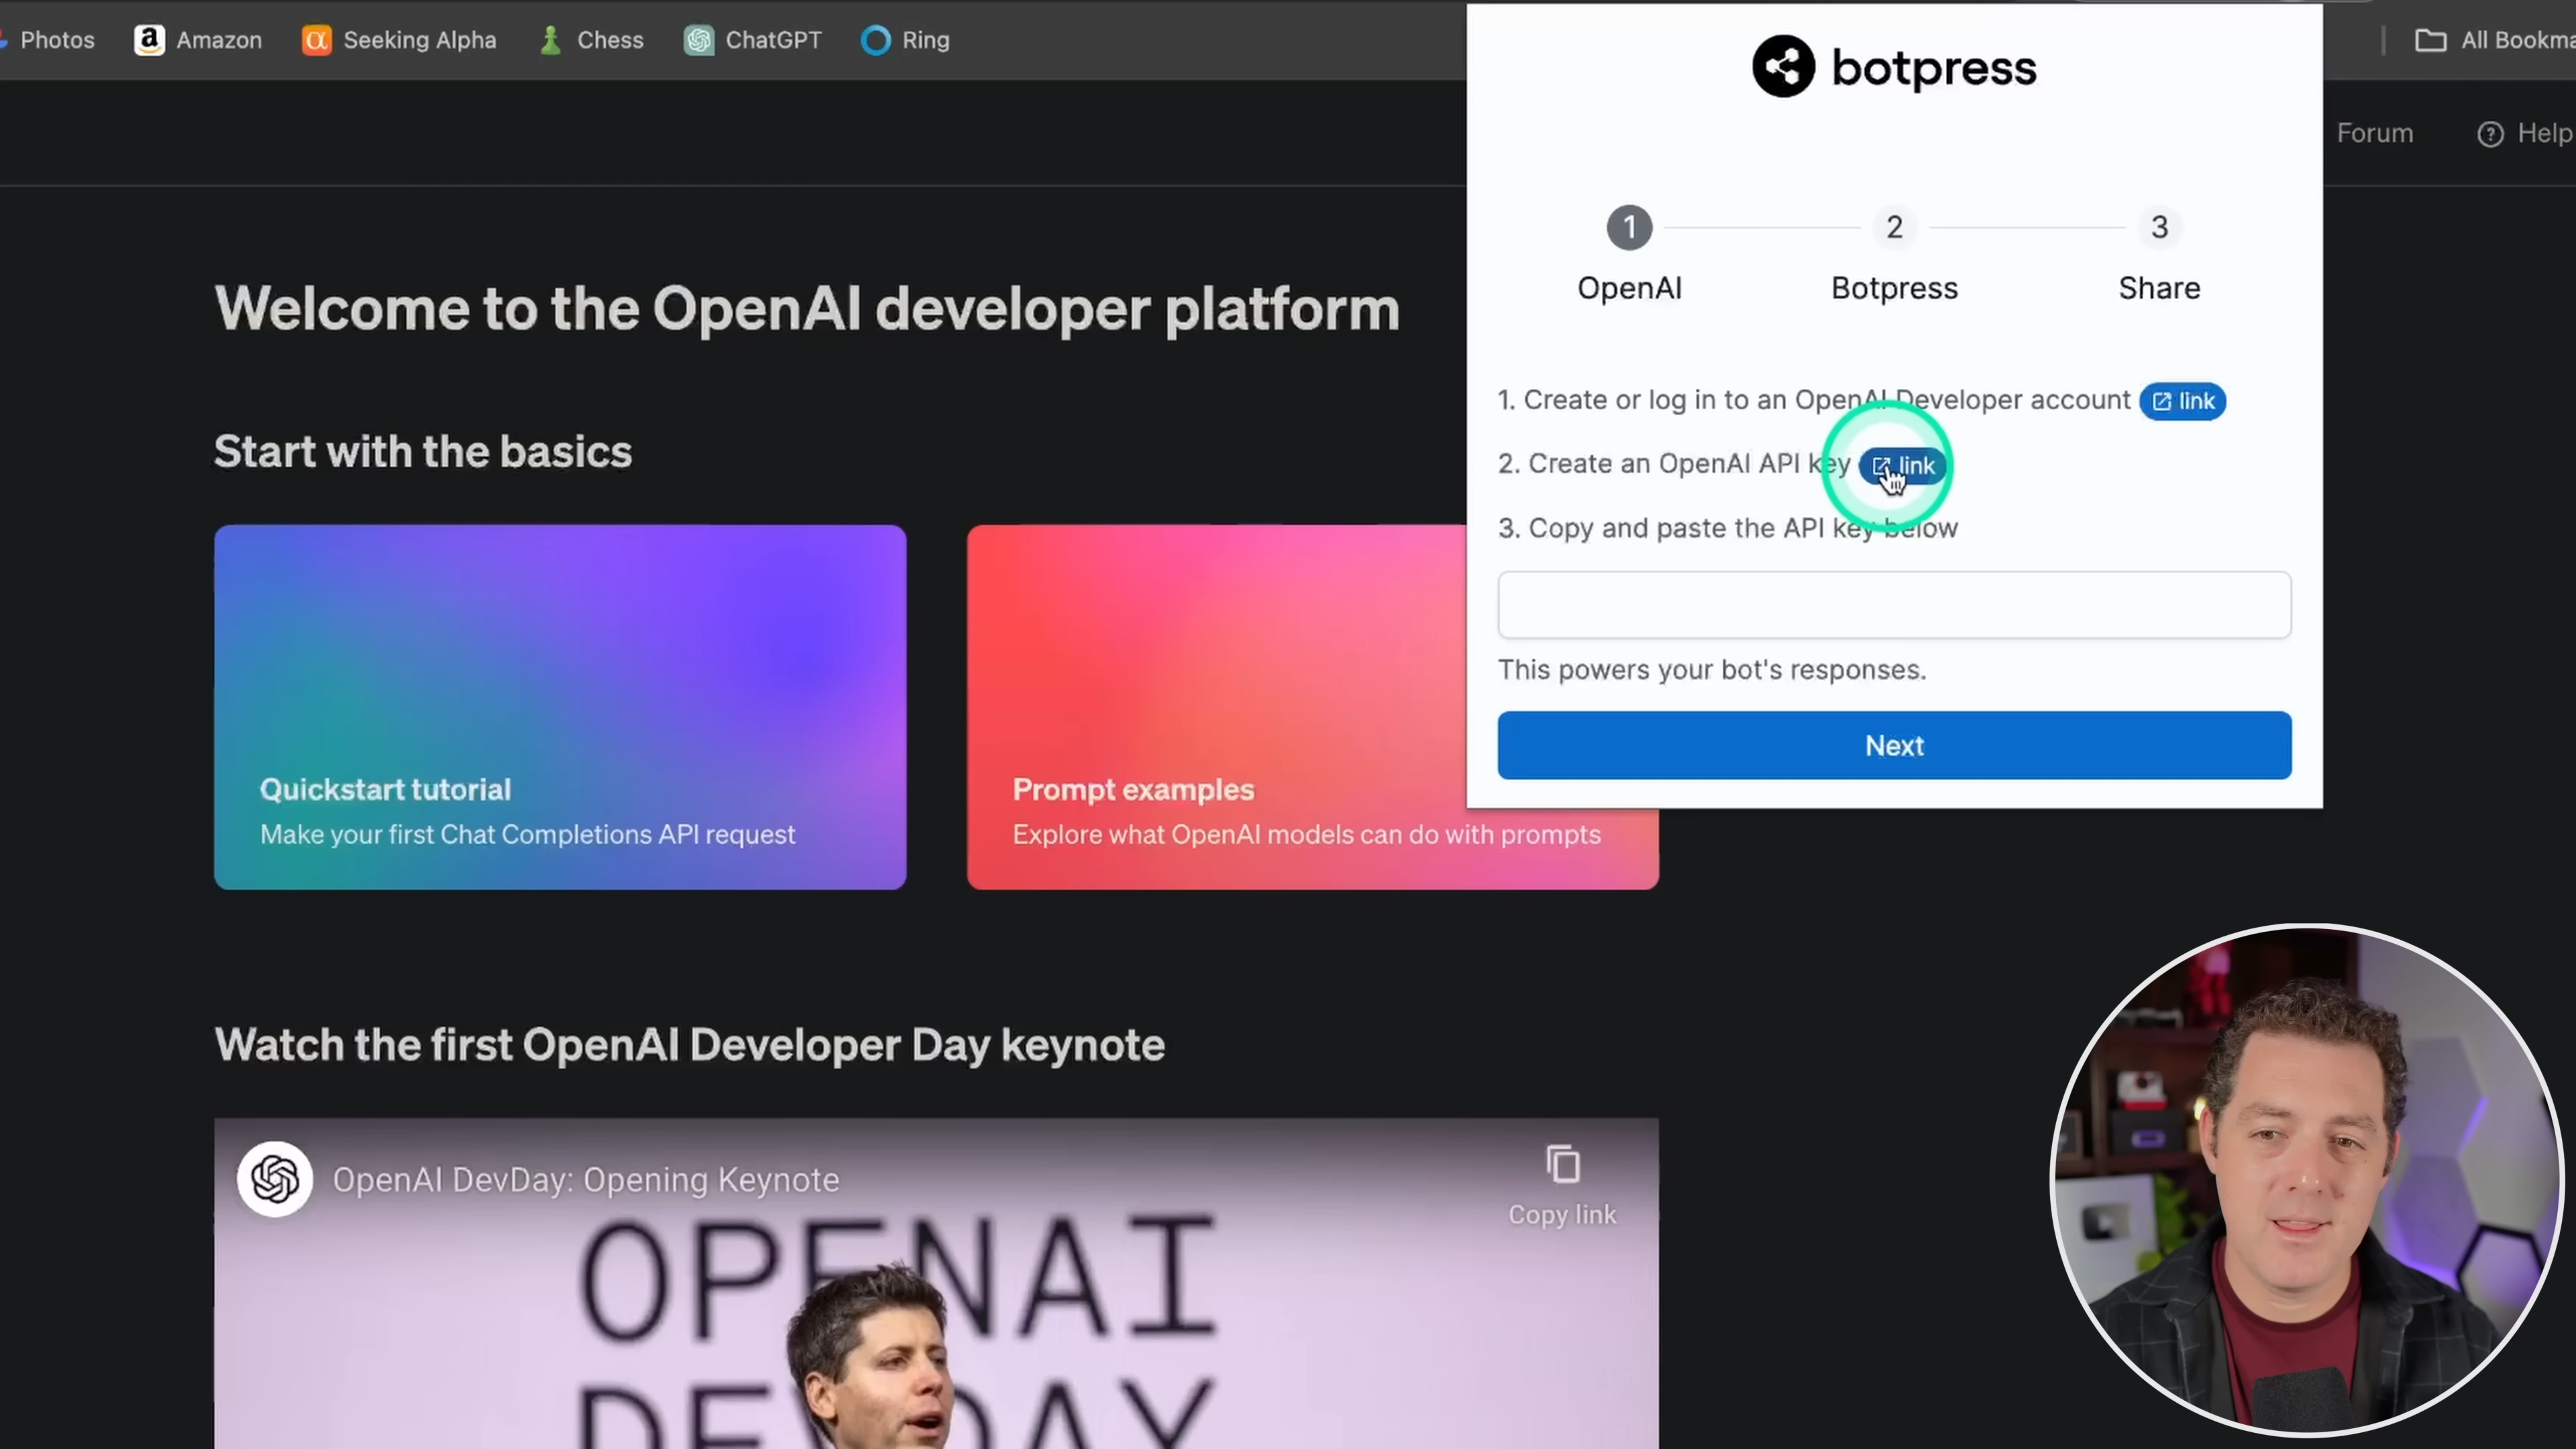 Photos
Amazon
Seeking Alpha
Chess
ChatGPT
Ring
All Bookma
Forum
Help
Welcome to the OpenAI developer platform
Start with the basics
Quickstart tutorial
Make your first Chat Completions API request
Prompt examples
Explore what OpenAI models can do with prompts
Watch the first OpenAI Developer Day keynote
OpenAI DevDay: Opening Keynote
Copy link
OPENAI
DEVDAY
botpress
1
2
3
OpenAI
Botpress
Share
1. Create or log in to an OpenAI Developer account link
2. Create an OpenAI API key link
3. Copy and paste the API key below
This powers your bot's responses.
Next